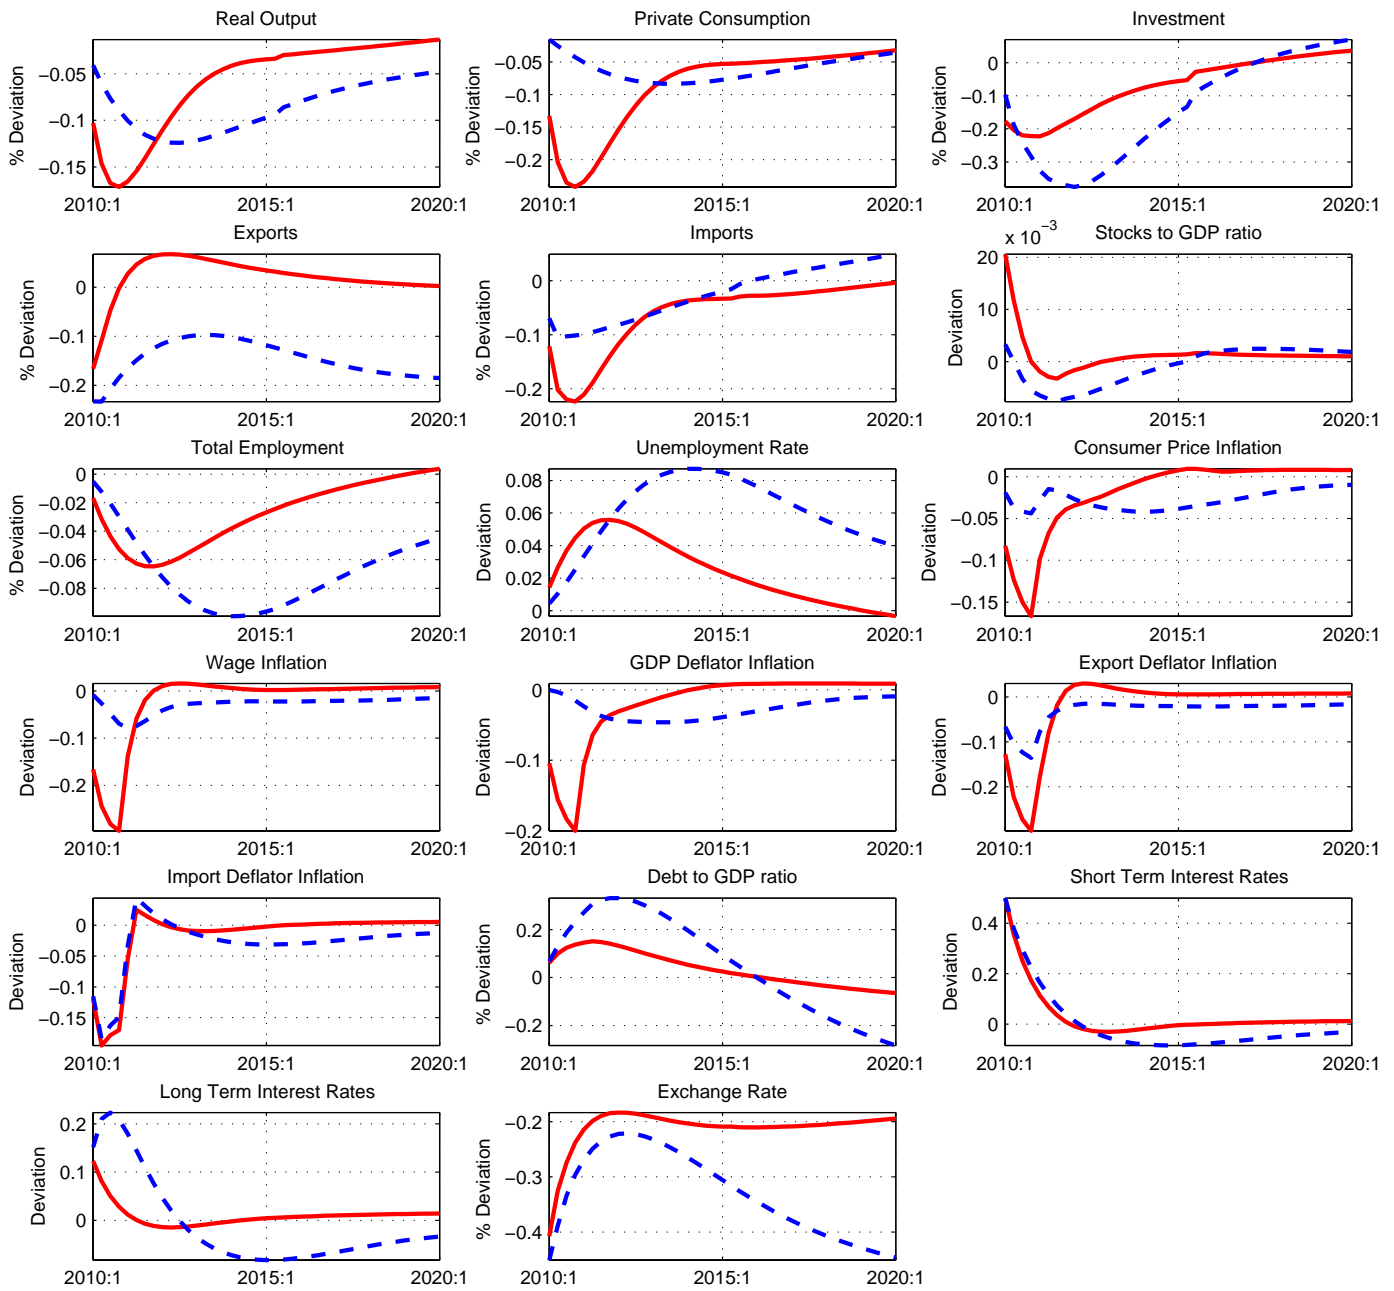 Real Output
% Deviation
−0.05
−0.1
−0.15
2010:1 2015:1 2020:1
Private Consumption
% Deviation
−0.05
−0.1
−0.15
−0.2
2010:1 2015:1 2020:1
Investment
% Deviation
0
−0.1
−0.2
−0.3
2010:1 2015:1 2020:1
Exports
% Deviation
0
−0.1
−0.2
2010:1 2015:1 2020:1
Imports
% Deviation
0
−0.1
−0.2
2010:1 2015:1 2020:1
x 10−3 Stocks to GDP ratio
Deviation
20
10
0
2010:1 2015:1 2020:1
Total Employment
% Deviation
0
−0.02
−0.04
−0.06
−0.08
2010:1 2015:1 2020:1
Unemployment Rate
Deviation
0.08
0.06
0.04
0.02
0
2010:1 2015:1 2020:1
Consumer Price Inflation
Deviation
0
−0.05
−0.1
−0.15
2010:1 2015:1 2020:1
Wage Inflation
Deviation
0
−0.1
−0.2
2010:1 2015:1 2020:1
GDP Deflator Inflation
Deviation
0
−0.1
−0.2
2010:1 2015:1 2020:1
Export Deflator Inflation
Deviation
0
−0.1
−0.2
2010:1 2015:1 2020:1
Import Deflator Inflation
Deviation
0
−0.05
−0.1
−0.15
2010:1 2015:1 2020:1
Debt to GDP ratio
% Deviation
0.2
0
−0.2
2010:1 2015:1 2020:1
Short Term Interest Rates
Deviation
0.4
0.2
0
2010:1 2015:1 2020:1
Long Term Interest Rates
Deviation
0.2
0.1
0
2010:1 2015:1 2020:1
Exchange Rate
% Deviation
−0.2
−0.3
−0.4
2010:1 2015:1 2020:1